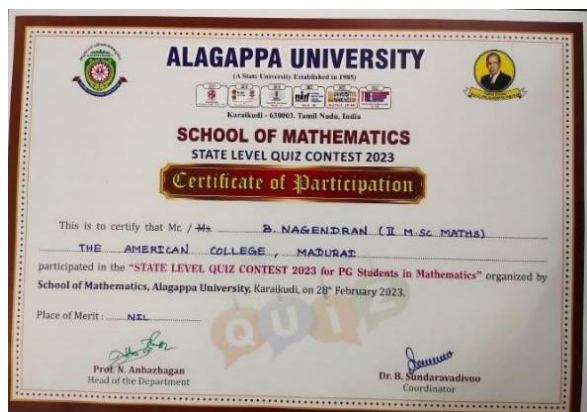 ALAGAPPA UNIVERSITY
(A State University Established in 1985)
Karaikudi - 630003. Tamil Nadu, India
SCHOOL OF MATHEMATICS
STATE LEVEL QUIZ CONTEST 2023
Certificate of Participation
This is to certify that Mr. / Ms. B. NAGENDRAN (II M.SC MATHS)
THE AMERICAN COLLEGE, MADURAI
participated in the "STATE LEVEL QUIZ CONTEST 2023 for PG Students in Mathematics" organized by
School of Mathematics, Alagappa University, Karaikudi, on 28th February 2023.
Place of Merit : NIL
QUIZ
Prof. N. Anbazhagan
Head of the Department
Dr. B. Sundaravadivoo
Coordinator